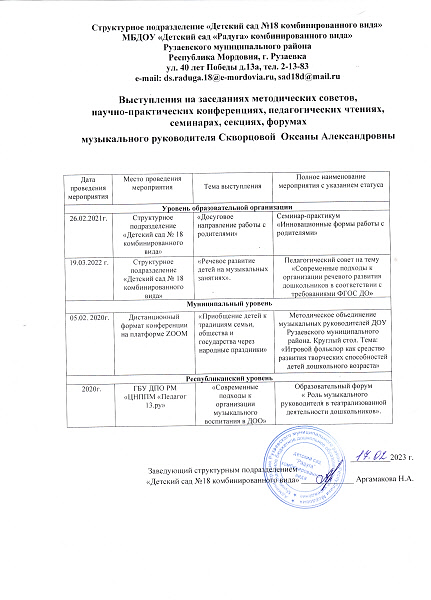 Структурное подразделение «Детский сад №18 комбинированного вида»
МБДОУ «Детский сад «Радуга» комбинированного вида»
Рузаевского муниципального района
Республика Мордовия, г. Рузаевка
ул. 40 лет Победы д.13а, тел. 2-13-83
e-mail: ds.raduga.18@e-mordovia.ru, sad18d@mail.ru
Выступления на заседаниях методических советов,
научно-практических конференциях, педагогических чтениях,
семинарах, секциях, форумах
музыкального руководителя Скворцовой Оксаны Александровны
Дата
проведения
мероприятия
Место проведения
мероприятия
Тема выступления
Полное наименование
мероприятия с указанием статуса
Уровень образовательной организации
26.02.2021г.
Структурное
подразделение
«Детский сад № 18
комбинированного
вида»
«Досуговое
направление работы с
родителями»
Семинар-практикум
«Инновационные формы работы с
родителями»
19.03.2022 г.
Структурное
подразделение
«Детский сад № 18
комбинированного
вида»
«Речевое развитие
детей на музыкальных
занятиях».
Педагогический совет на тему
«Современные подходы к
организации речевого развития
дошкольников в соответствии с
требованиями ФГОС ДО»
Муниципальный уровень
05.02. 2020г.
Дистанционный
формат конференции
на платформе ZOOM
«Приобщение детей к
традициям семьи,
общества и
государства через
народные праздники»
Методическое объединение
музыкальных руководителей ДОУ
Рузаевского муниципального
района. Круглый стол. Тема:
«Игровой фольклор как средство
развития творческих способностей
детей дошкольного возраста»
Республиканский уровень
2020г.
ГБУ ДПО РМ
«ЦНППМ «Педагог
13.ру»
«Современные
подходы к
организации
музыкального
воспитания в ДОО»
Образовательный форум
« Роль музыкального
руководителя в театрализованной
деятельности дошкольников».
17.02 2023 г.
Заведующий структурным подразделением
«Детский сад №18 комбинированного вида» Аргамакова Н.А.